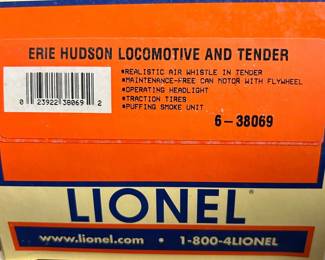 ERIE HUDSON LOCOMOTIVE AND TENDER
*REALISTIC AIR WHISTLE IN TENDER
*MAINTENANCE-FREE CAN MOTOR WITH FLYWHEEL
*OPERATING HEADLIGHT
*TRACTION TIRES
*PUFFING SMOKE UNIT
0 23922 38069 2
6-38069
LIONEL®
www.lionel.com • 1-800-4LIONEL